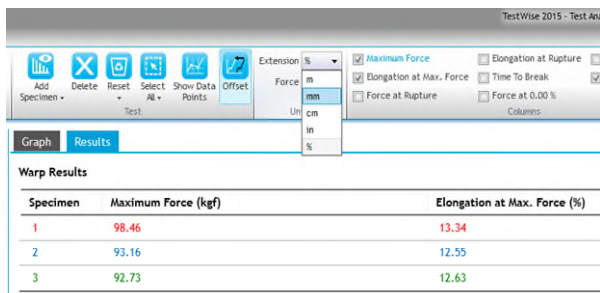 TestWise 2015 - Test Ana
Extension %
Maximum Force
Elongation at Rupture
Add Specimen
Delete
Reset
Select All
Show Data Points
Offset
Force
m
Elongation at Max. Force
Time To Break
mm
Force at Rupture
Force at 0.00 %
Test
Un
cm
Columns
in
%
Graph
Results
Warp Results
Specimen Maximum Force (kgf) Elongation at Max. Force (%)
1 98.46 13.34
2 93.16 12.55
3 92.73 12.63